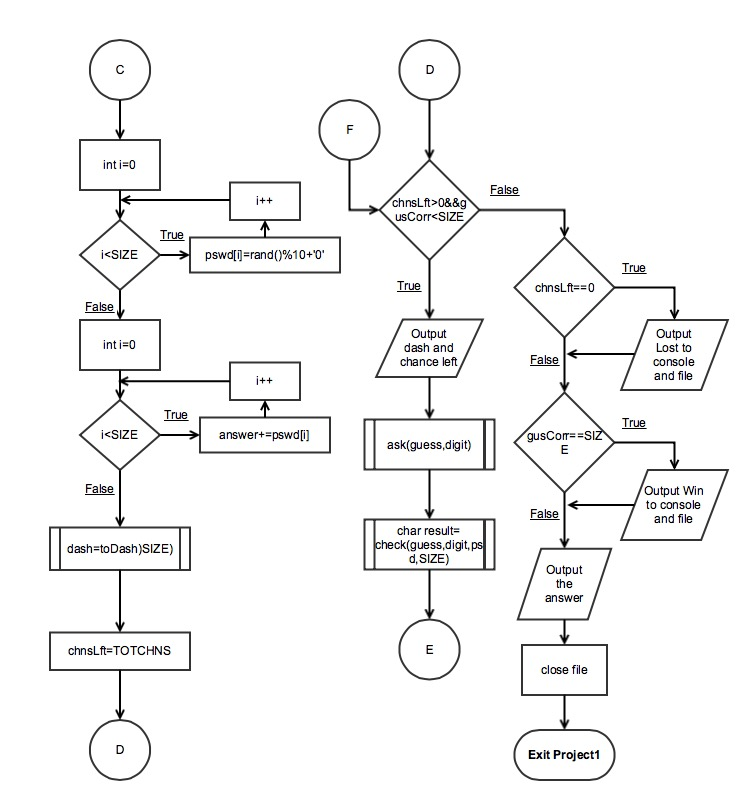 C
int i=0
i++
i<SIZE
True
pswd[i]=rand()%10+'0'
False
int i=0
i++
i<SIZE
True
answer+=pswd[i]
False
dash=toDash)SIZE)
chnsLft=TOTCHNS
D
D
F
chnsLft>0&&g
usCorr<SIZE
False
True
Output
dash and
chance left
ask(guess,digit)
char result=
check(guess,digit,ps
d,SIZE)
E
chnsLft==0
True
Output
Lost to
console
and file
False
gusCorr==SIZ
E
True
Output Win
to console
and file
False
Output
the
answer
close file
Exit Project1